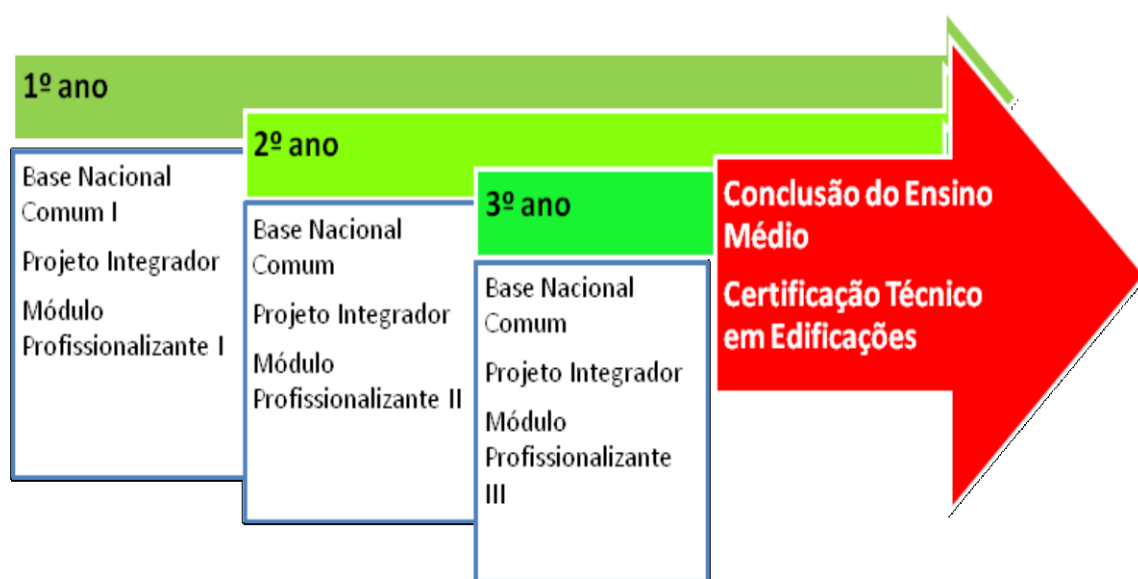 1º ano
Base Nacional
Comum I
Projeto Integrador
Módulo
Profissionalizante I
2º ano
Base Nacional
Comum
Projeto Integrador
Módulo
Profissionalizante II
3º ano
Base Nacional
Comum
Projeto Integrador
Módulo
Profissionalizante
III
Conclusão do Ensino
Médio
Certificação Técnico
em Edificações